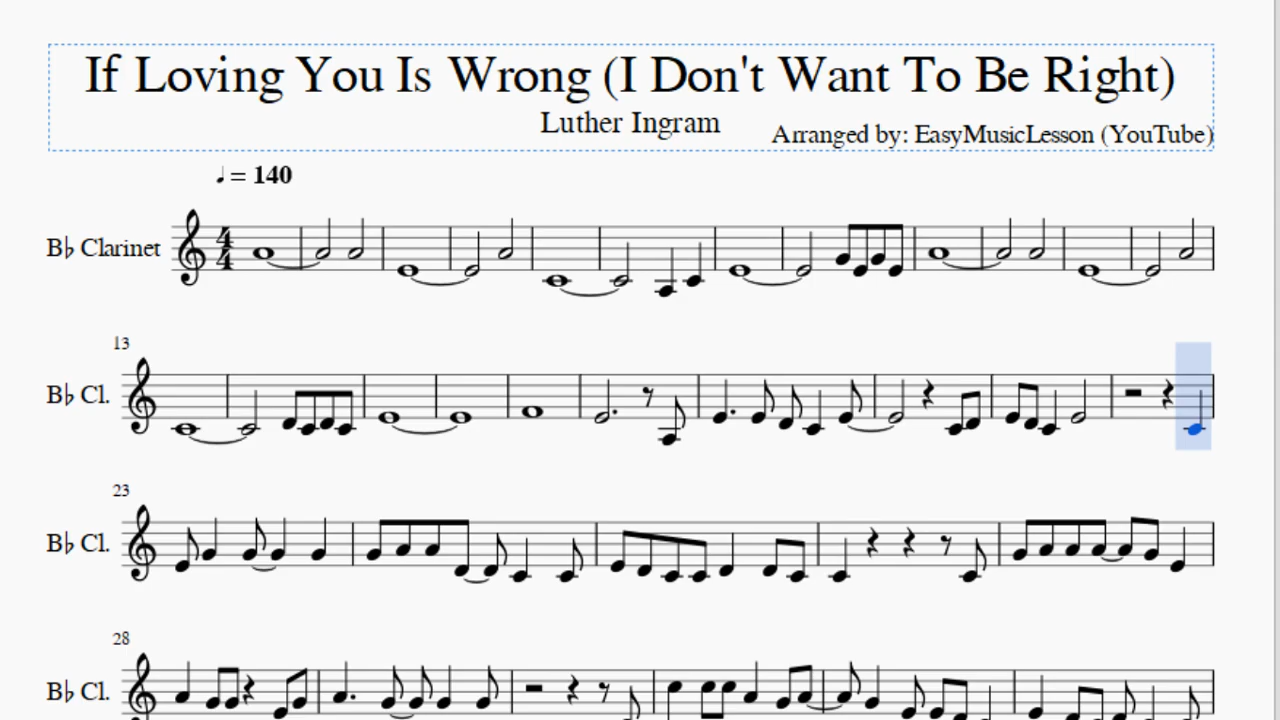 If Loving You Is Wrong (I Don't Want To Be Right)
Luther Ingram
Arranged by: EasyMusicLesson (YouTube)
♩ = 140
B♭ Clarinet
4/4
13
B♭ Cl.
23
B♭ Cl.
28
B♭ Cl.